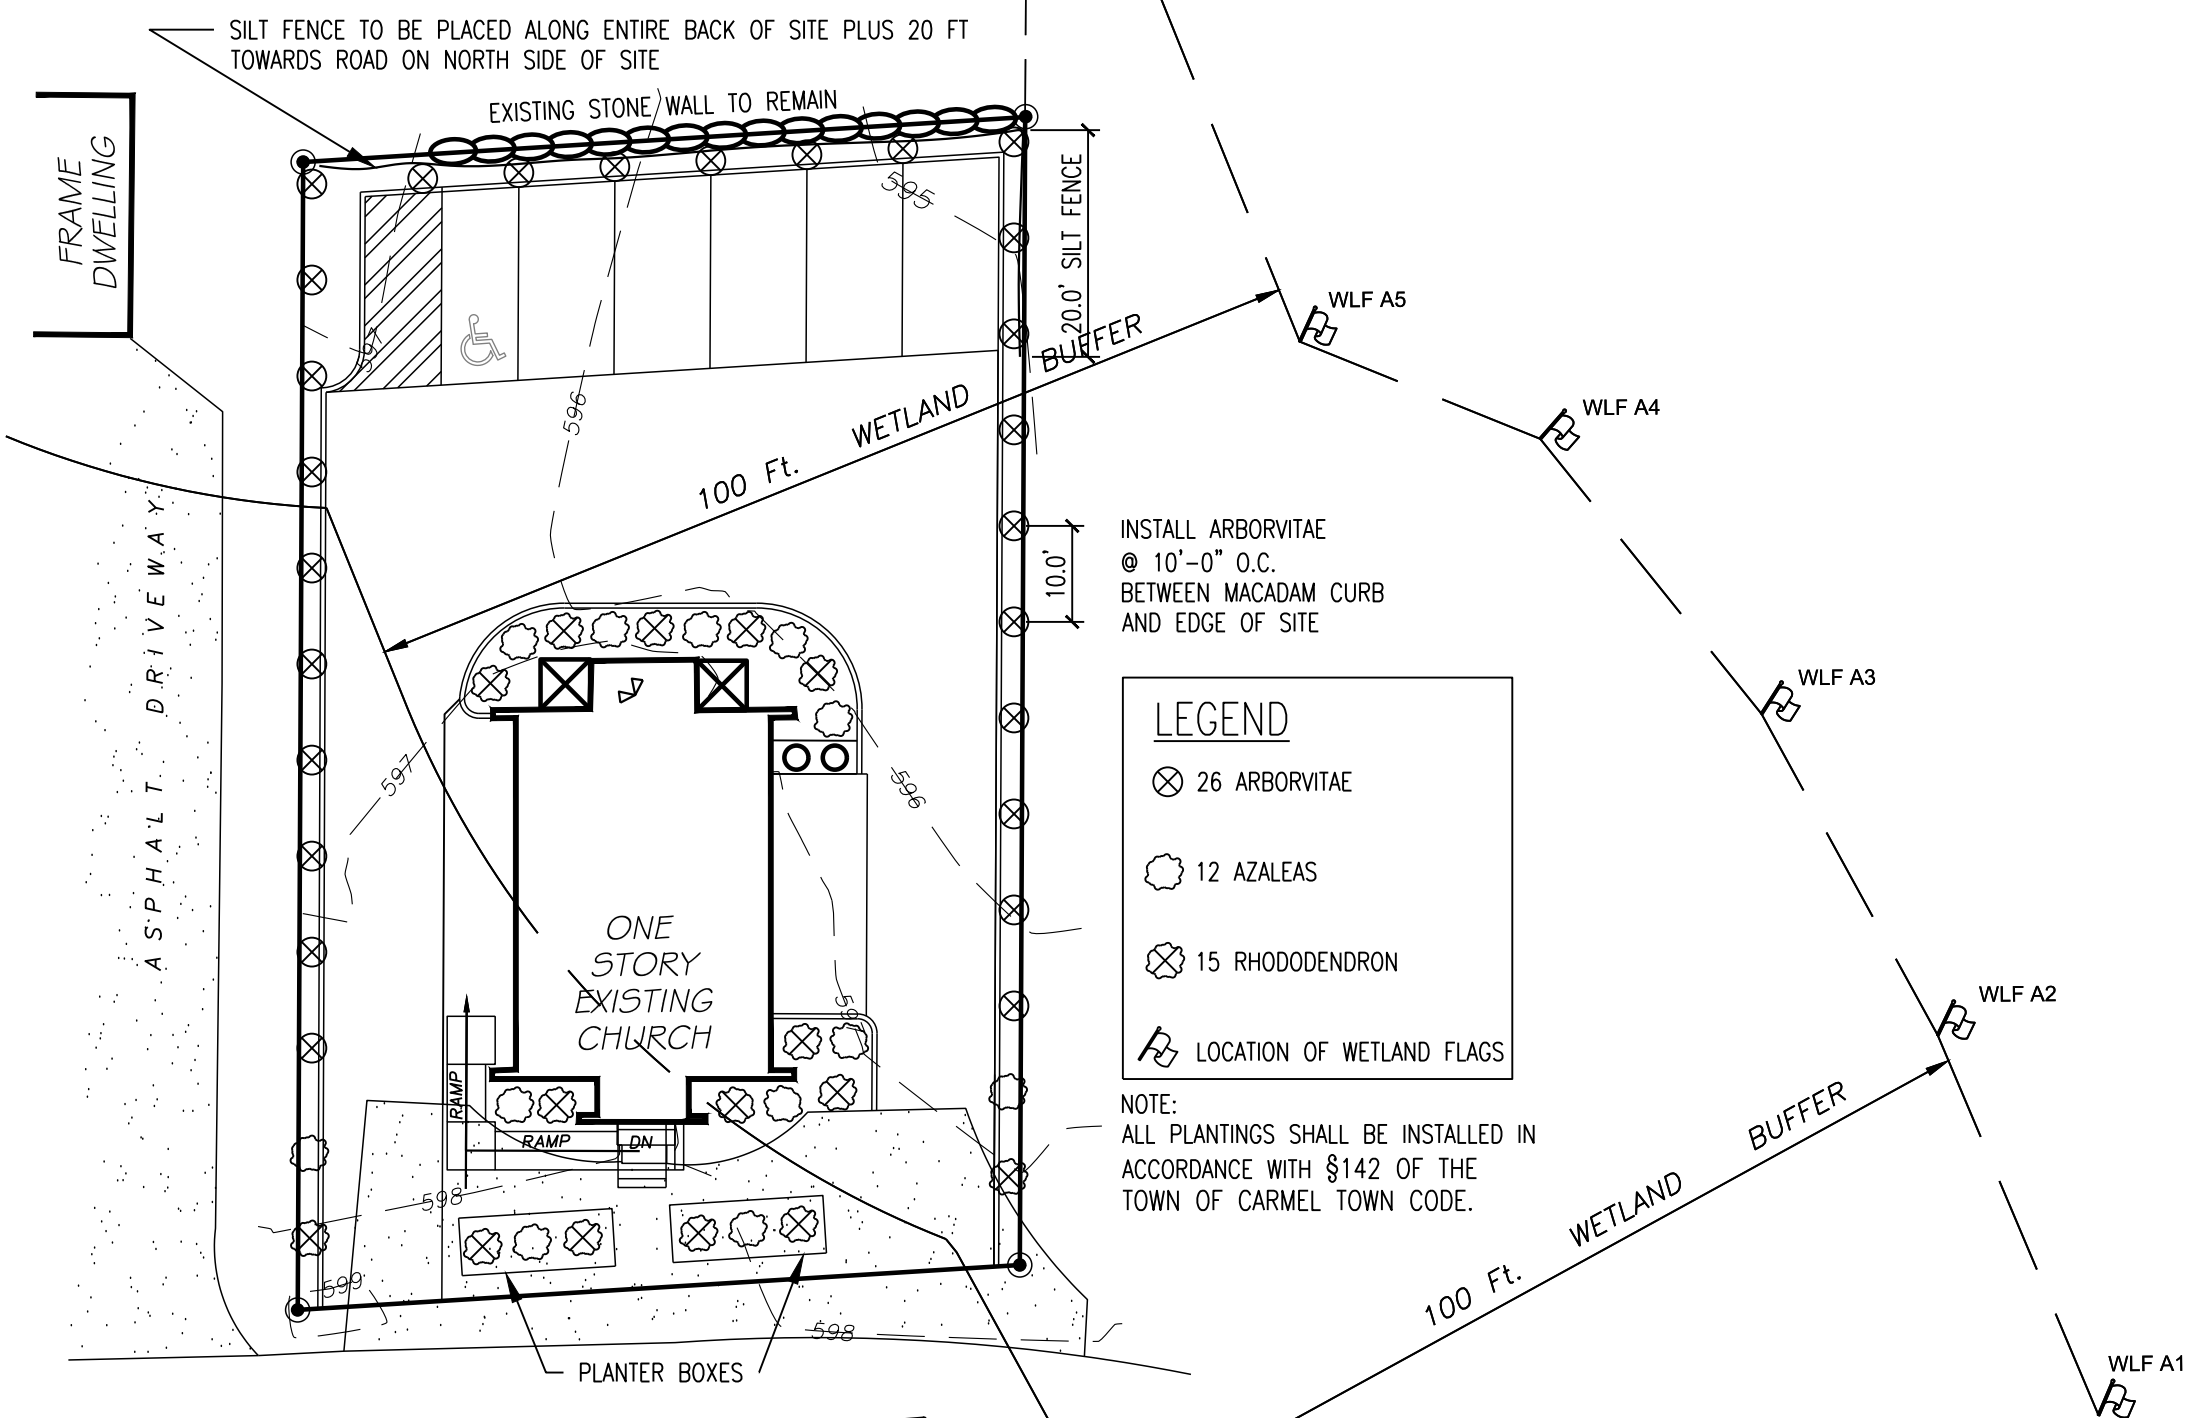 SILT FENCE TO BE PLACED ALONG ENTIRE BACK OF SITE PLUS 20 FT
TOWARDS ROAD ON NORTH SIDE OF SITE
EXISTING STONE WALL TO REMAIN
FRAME
DWELLING
595
20.0' SILT FENCE
WLF A5
597
596
100 Ft. WETLAND BUFFER
WLF A4
ASPHALT DRIVEWAY
10.0'
INSTALL ARBORVITAE
@ 10'-0" O.C.
BETWEEN MACADAM CURB
AND EDGE OF SITE
WLF A3
597
596
LEGEND
26 ARBORVITAE
12 AZALEAS
15 RHODODENDRON
LOCATION OF WETLAND FLAGS
ONE
STORY
EXISTING
CHURCH
WLF A2
RAMP
RAMP
DN
NOTE:
ALL PLANTINGS SHALL BE INSTALLED IN
ACCORDANCE WITH §142 OF THE
TOWN OF CARMEL TOWN CODE.
598
100 Ft. WETLAND BUFFER
599
598
PLANTER BOXES
WLF A1